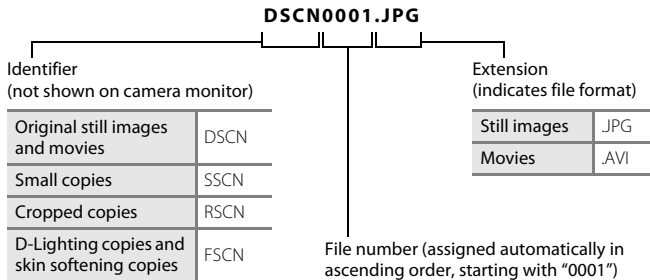 DSCN0001.JPG
Identifier
(not shown on camera monitor)
Original still images
and movies
DSCN
Small copies
SSCN
Cropped copies
RSCN
D-Lighting copies and
skin softening copies
FSCN
Extension
(indicates file format)
Still images
.JPG
Movies
.AVI
File number (assigned automatically in
ascending order, starting with “0001”)